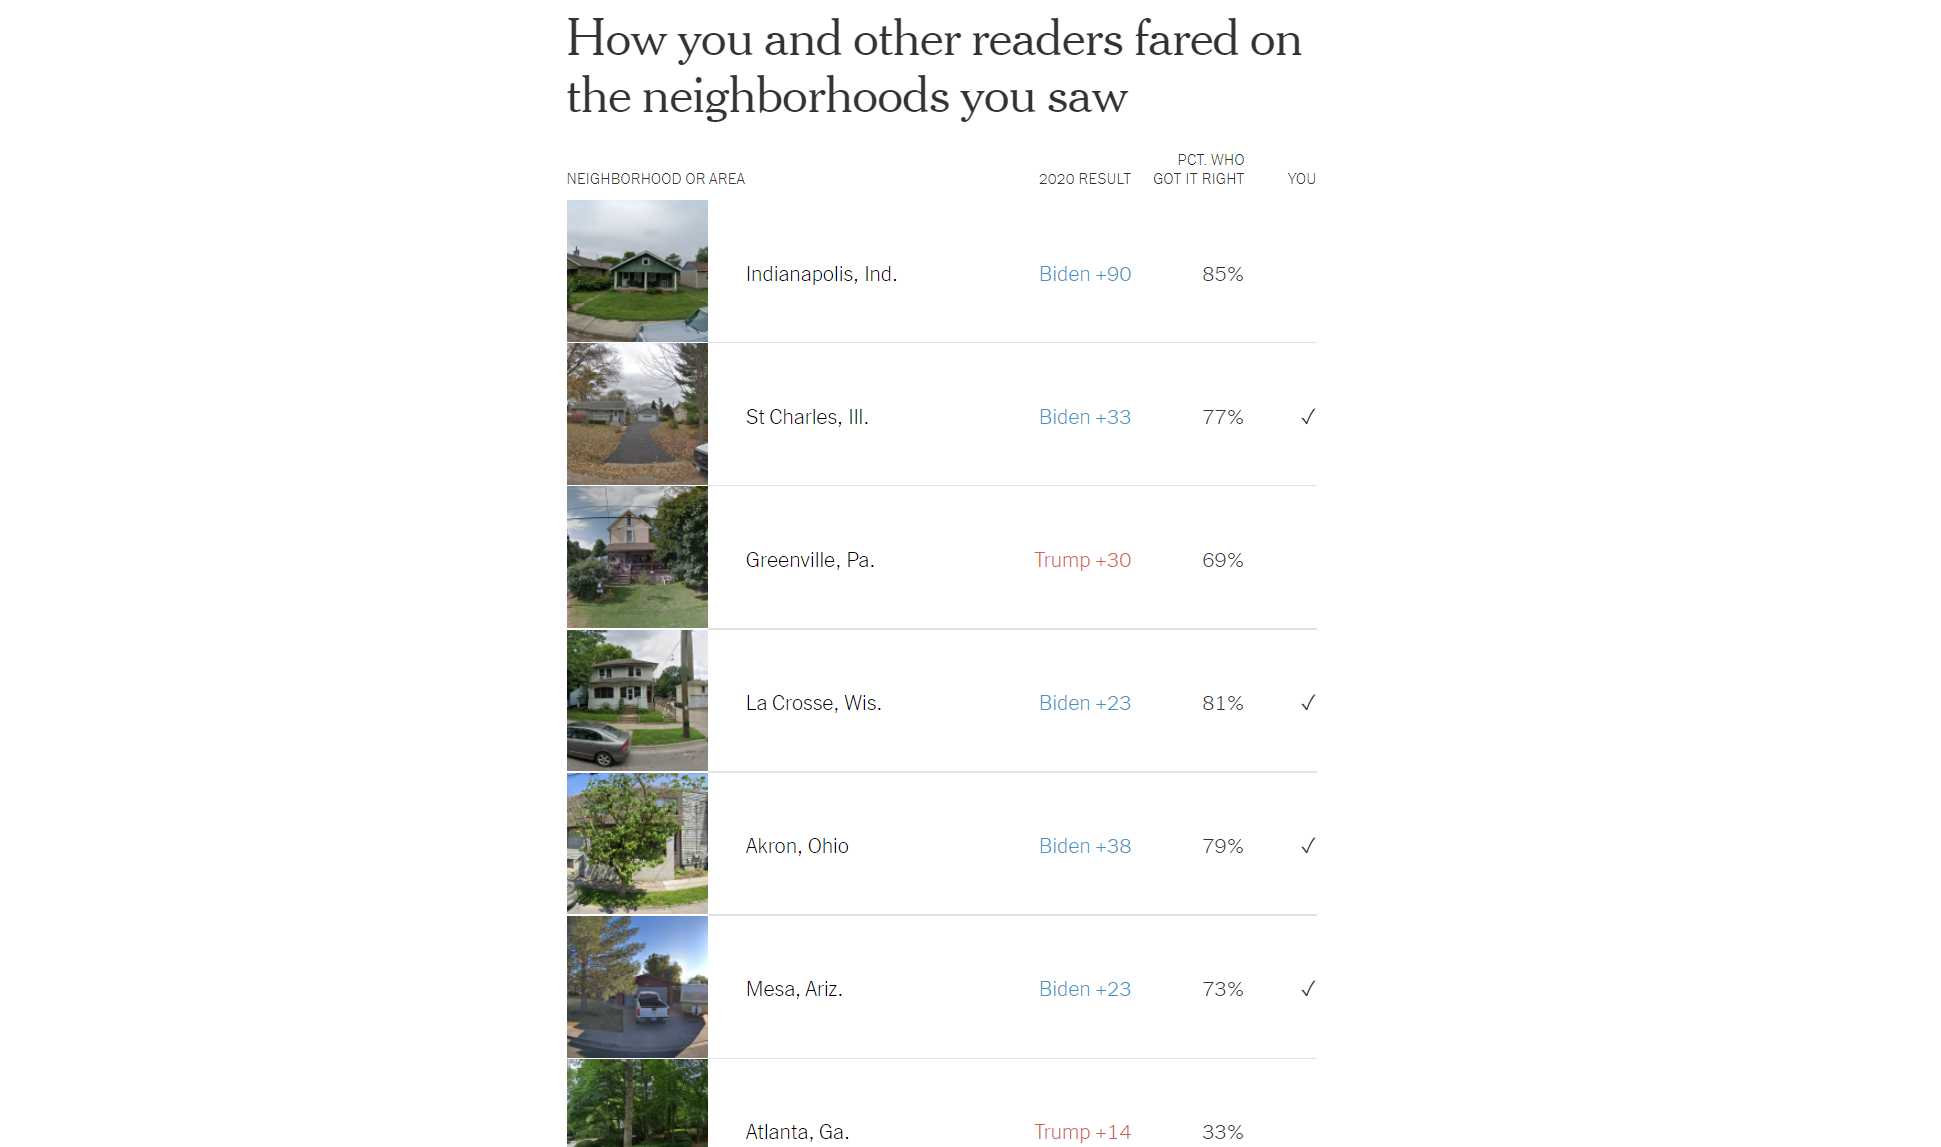 How you and other readers fared on
the neighborhoods you saw
NEIGHBORHOOD OR AREA 2020 RESULT PCT. WHO GOT IT RIGHT YOU
Indianapolis, Ind. Biden +90 85%
St Charles, Ill. Biden +33 77% ✓
Greenville, Pa. Trump +30 69%
La Crosse, Wis. Biden +23 81% ✓
Akron, Ohio Biden +38 79% ✓
Mesa, Ariz. Biden +23 73% ✓
Atlanta, Ga. Trump +14 33%